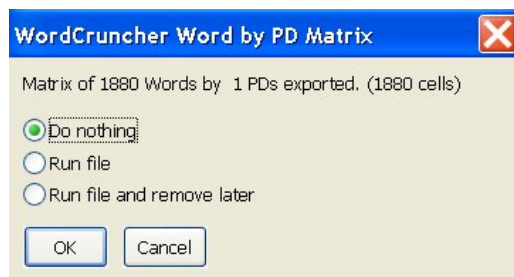 WordCruncher Word by PD Matrix
Matrix of 1880 Words by 1 PDs exported. (1880 cells)
Do nothing
Run file
Run file and remove later
OK Cancel